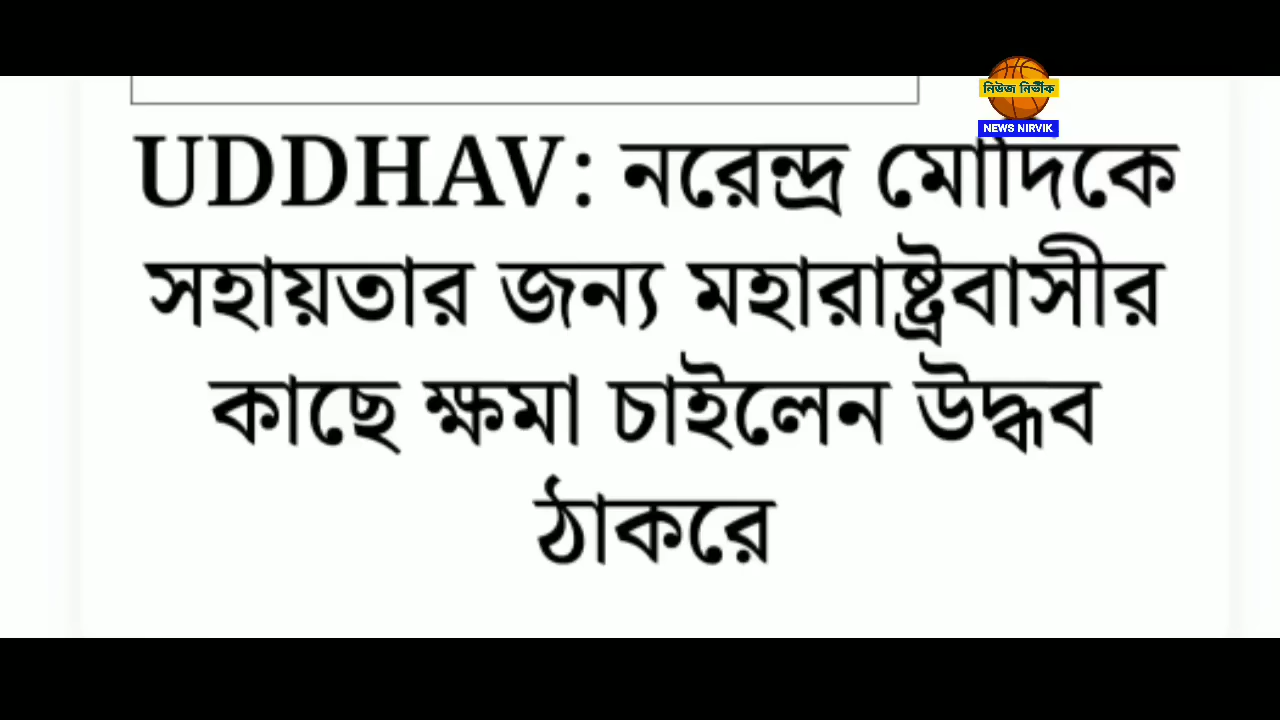 নিউজ নির্ভীক
NEWS NIRVIK
UDDHAV: নরেন্দ্র মোদিকে
সহায়তার জন্য মহারাষ্ট্রবাসীর
কাছে ক্ষমা চাইলেন উদ্ধব
ঠাকরে